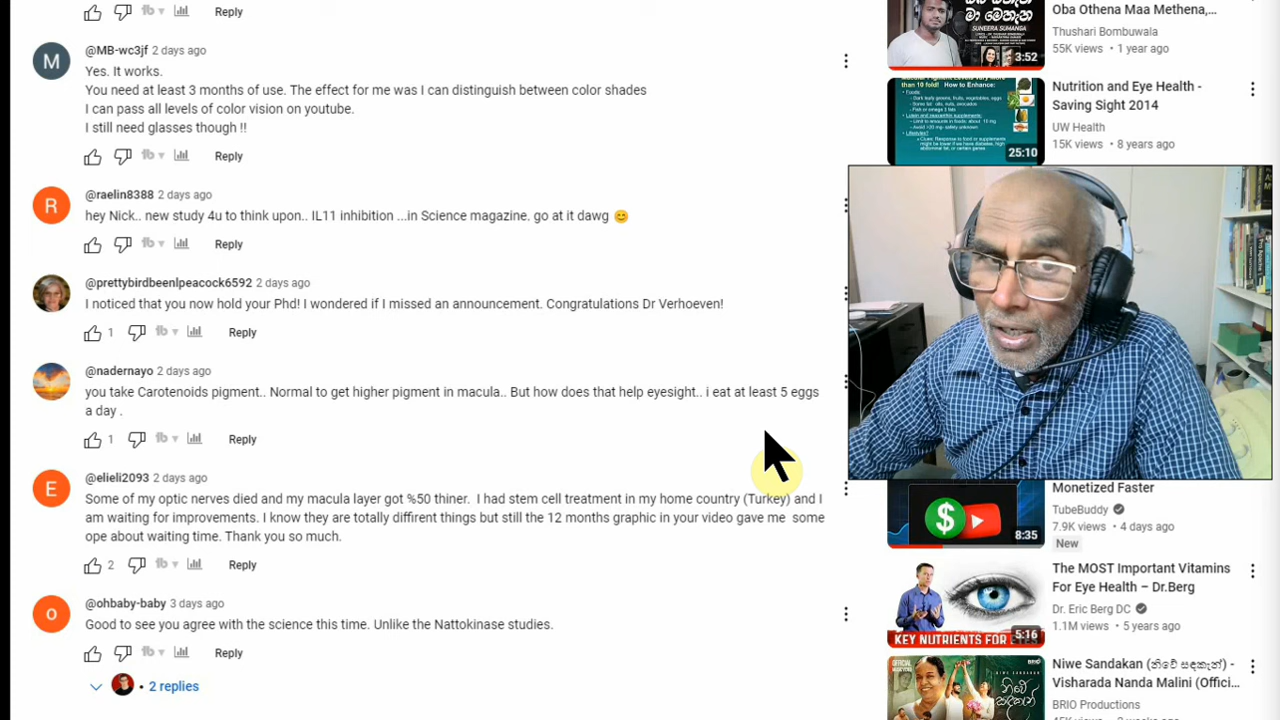 Reply
@MB-wc3jf 2 days ago
Yes. It works.
You need at least 3 months of use. The effect for me was I can distinguish between color shades
I can pass all levels of color vision on youtube.
I still need glasses though !!
Reply
@raelin8388 2 days ago
hey Nick.. new study 4u to think upon.. IL11 inhibition ...in Science magazine. go at it dawg 😊
Reply
@prettybirdbeenlpeacock6592 2 days ago
I noticed that you now hold your Phd! I wondered if I missed an announcement. Congratulations Dr Verhoeven!
1 Reply
@nadernayo 2 days ago
you take Carotenoids pigment.. Normal to get higher pigment in macula.. But how does that help eyesight.. i eat at least 5 eggs
a day .
1 Reply
@elieli2093 2 days ago
Some of my optic nerves died and my macula layer got %50 thiner. I had stem cell treatment in my home country (Turkey) and I
am waiting for improvements. I know they are totally diffirent things but still the 12 months graphic in your video gave me some
ope about waiting time. Thank you so much.
2 Reply
@ohbaby-baby 3 days ago
Good to see you agree with the science this time. Unlike the Nattokinase studies.
Reply
2 replies
මා මෙතැන
SUNEERA SUMANGA
3:52
Oba Othena Maa Methena,...
Thushari Bombuwala
55K views • 1 year ago
than 10 fold! How to Enhance:
25:10
Nutrition and Eye Health -
Saving Sight 2014
UW Health
15K views • 8 years ago
8:35
Monetized Faster
TubeBuddy
7.9K views • 4 days ago
New
KEY NUTRIENTS FOR
5:16
The MOST Important Vitamins
For Eye Health – Dr.Berg
Dr. Eric Berg DC
1.1M views • 5 years ago
BRIO
Niwe Sandakan (නිවේ සඳකැන්) -
Visharada Nanda Malini (Offici...
BRIO Productions